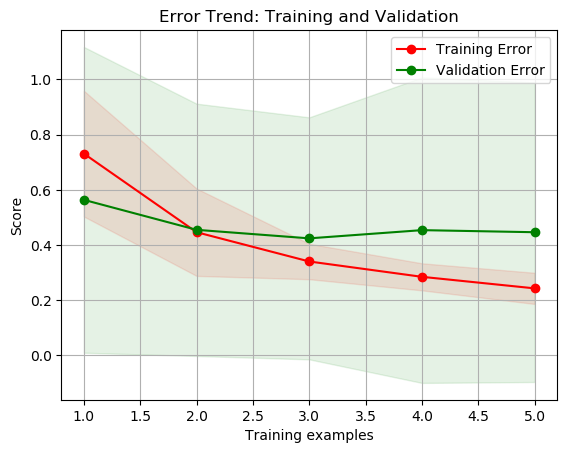 Error Trend: Training and Validation
Training Error
Validation Error
Score
1.0
0.8
0.6
0.4
0.2
0.0
1.0 1.5 2.0 2.5 3.0 3.5 4.0 4.5 5.0
Training examples